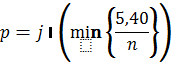 p = j ⅼ (min{5,40/n})